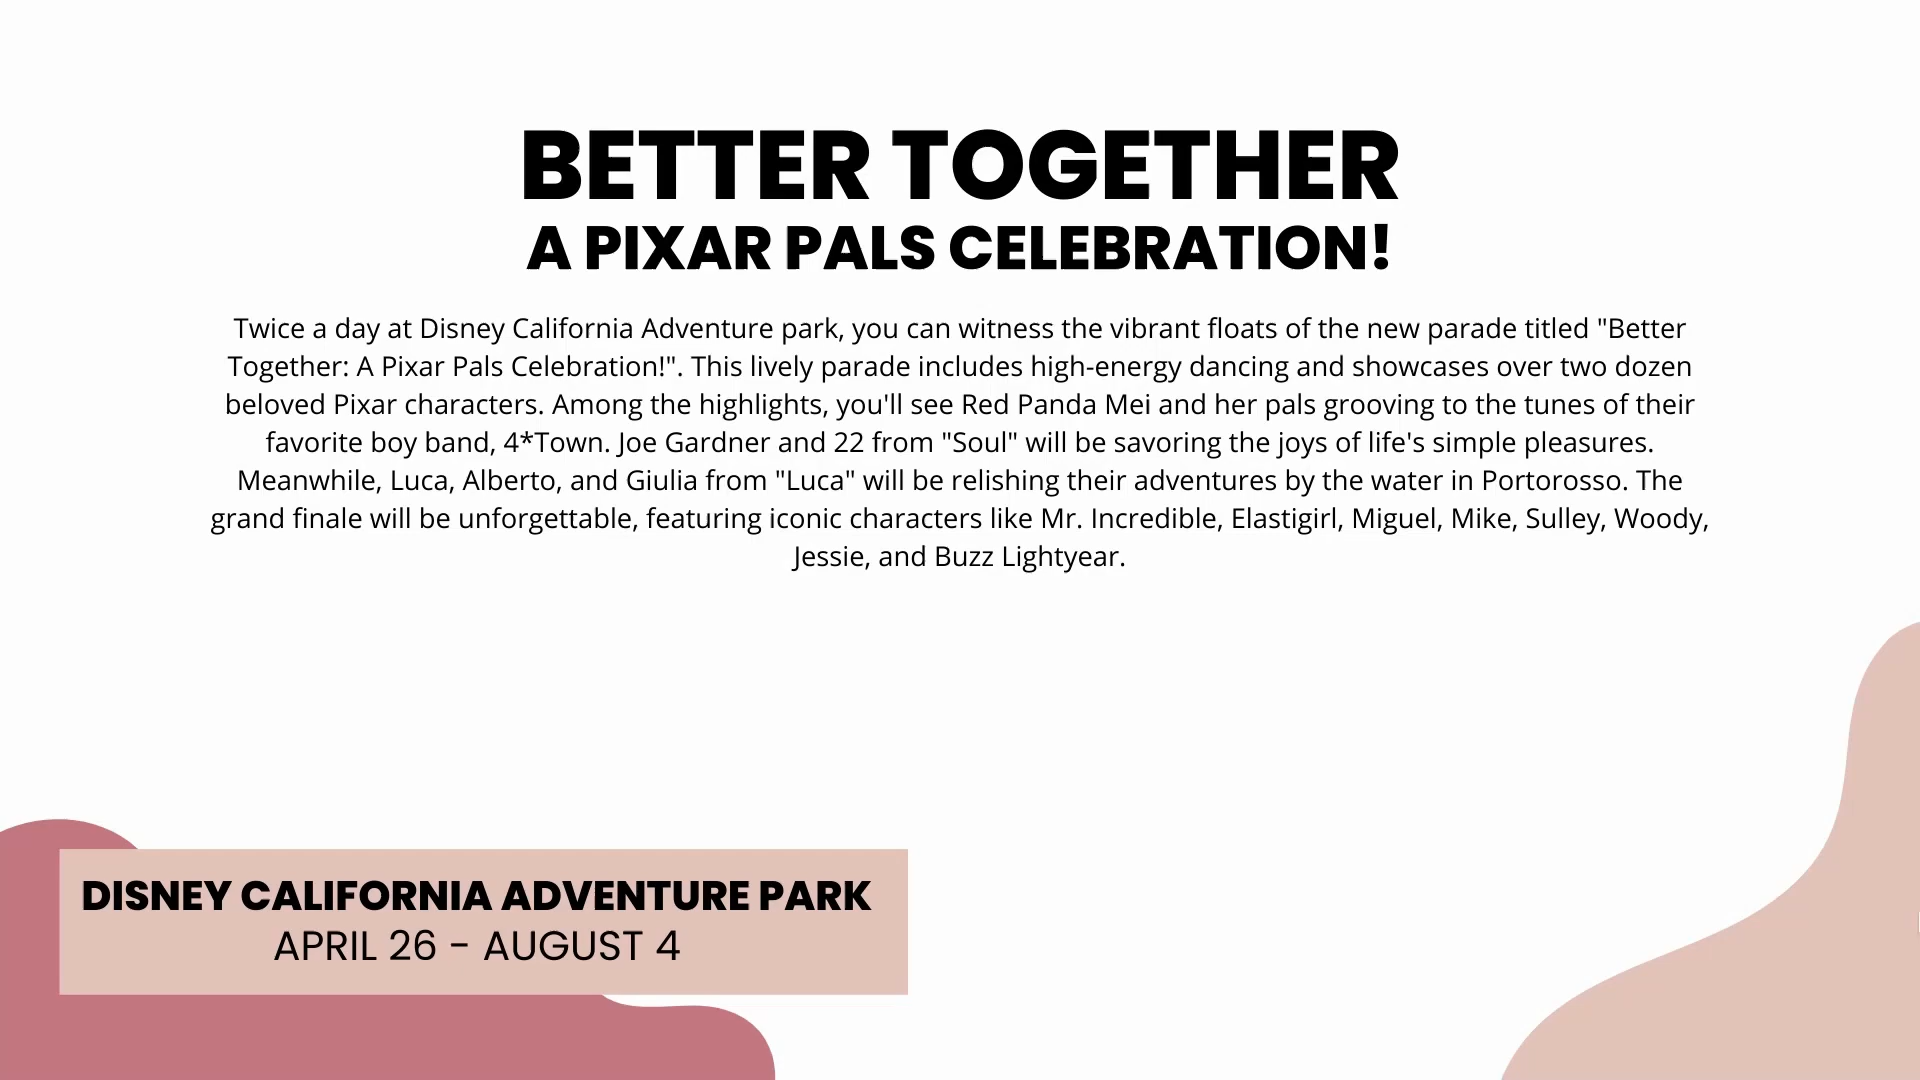 BETTER TOGETHER
A PIXAR PALS CELEBRATION!
Twice a day at Disney California Adventure park, you can witness the vibrant floats of the new parade titled "Better
Together: A Pixar Pals Celebration!". This lively parade includes high-energy dancing and showcases over two dozen
beloved Pixar characters. Among the highlights, you'll see Red Panda Mei and her pals grooving to the tunes of their
favorite boy band, 4*Town. Joe Gardner and 22 from "Soul" will be savoring the joys of life's simple pleasures.
Meanwhile, Luca, Alberto, and Giulia from "Luca" will be relishing their adventures by the water in Portorosso. The
grand finale will be unforgettable, featuring iconic characters like Mr. Incredible, Elastigirl, Miguel, Mike, Sulley, Woody,
Jessie, and Buzz Lightyear.
DISNEY CALIFORNIA ADVENTURE PARK
APRIL 26 - AUGUST 4